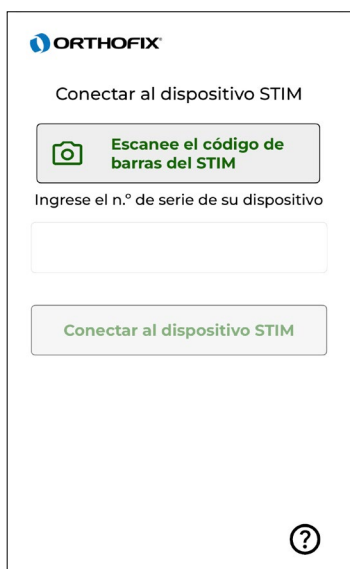 ORTHOFIX®
Conectar al dispositivo STIM
Escanee el código de
barras del STIM
Ingrese el n.º de serie de su dispositivo
Conectar al dispositivo STIM
?